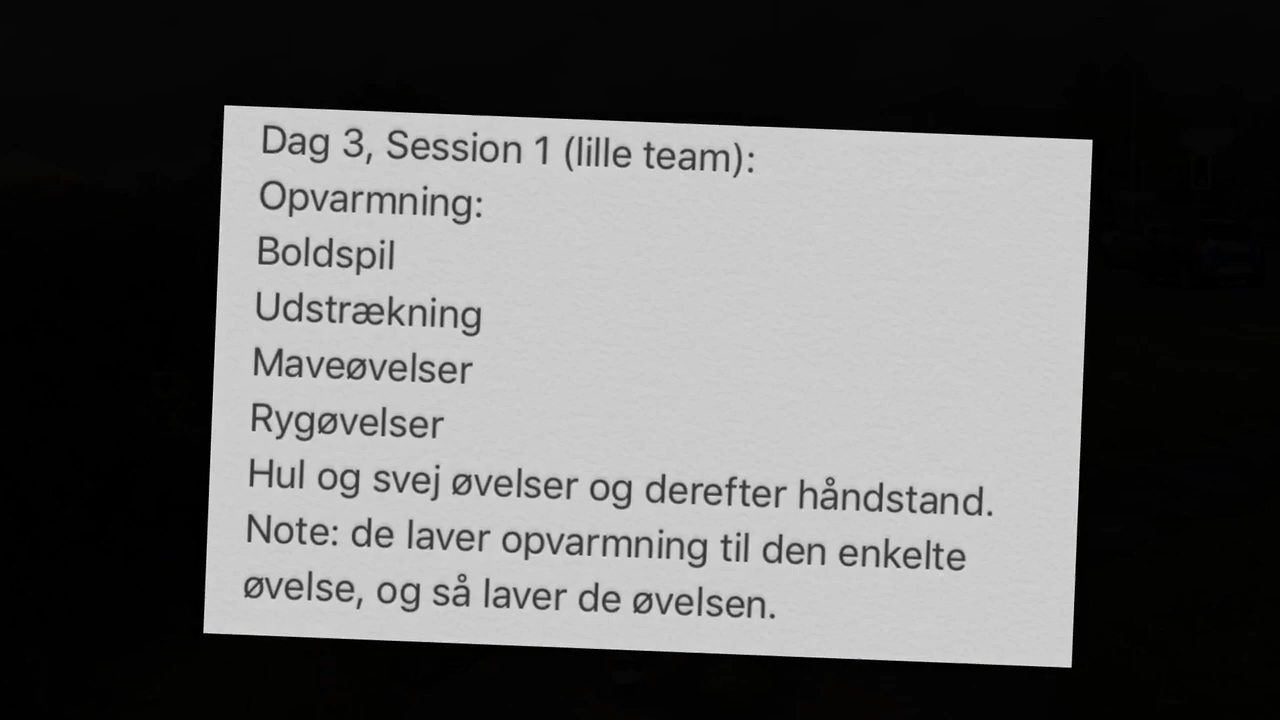 Dag 3, Session 1 (lille team):
Opvarmning:
Boldspil
Udstrækning
Maveøvelser
Rygøvelser
Hul og svej øvelser og derefter håndstand.
Note: de laver opvarmning til den enkelte
øvelse, og så laver de øvelsen.